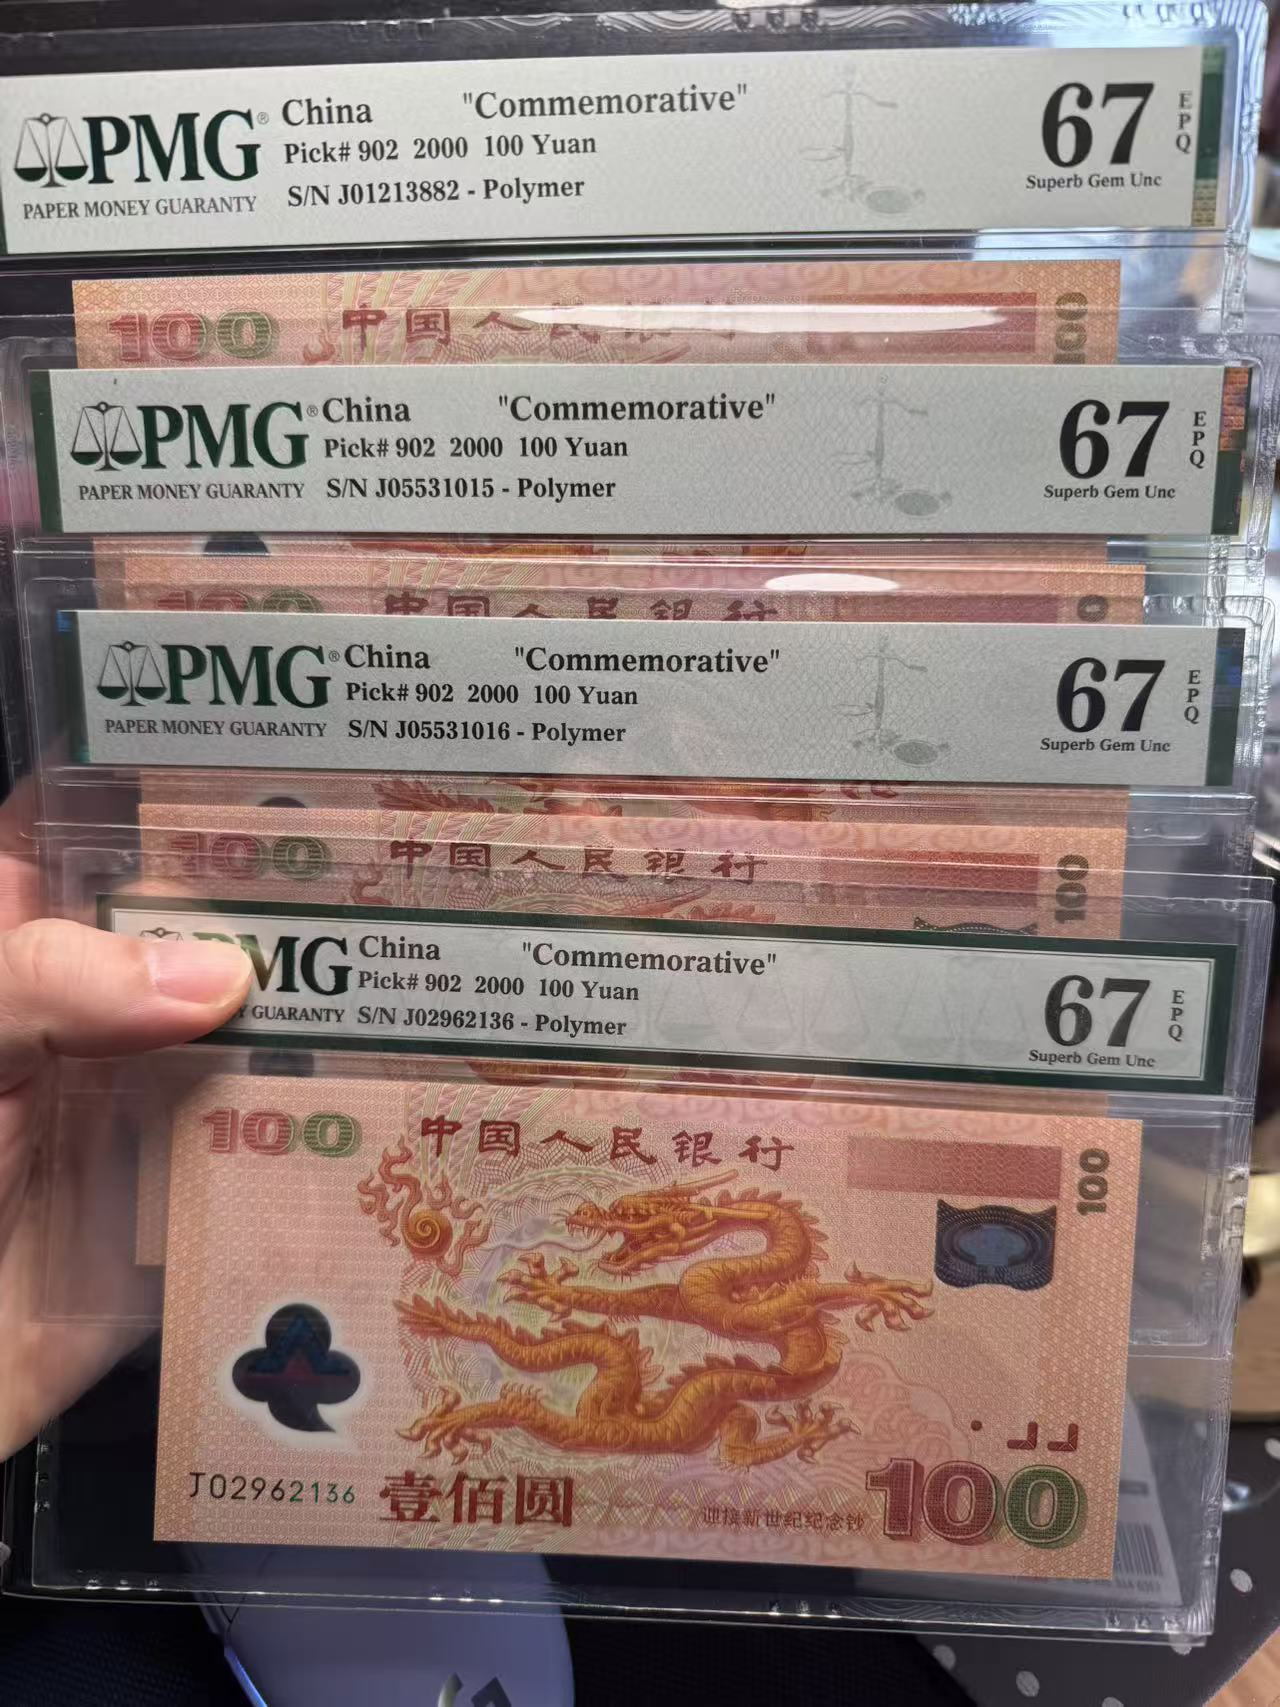 PMG® China "Commemorative" 67 EPQ
Pick# 902 2000 100 Yuan
PAPER MONEY GUARANTY S/N J01213882 - Polymer Superb Gem Unc
100 中国人民银行 100
PMG® China "Commemorative" 67 EPQ
Pick# 902 2000 100 Yuan
PAPER MONEY GUARANTY S/N J05531015 - Polymer Superb Gem Unc
100 中国人民银行
PMG® China "Commemorative" 67 EPQ
Pick# 902 2000 100 Yuan
PAPER MONEY GUARANTY S/N J05531016 - Polymer Superb Gem Unc
100 中国人民银行 100
MG China "Commemorative" 67 EPQ
Pick# 902 2000 100 Yuan
GUARANTY S/N J02962136 - Polymer Superb Gem Unc
100 中国人民银行 100
J02962136 壹佰圆 迎接新世纪纪念钞 100